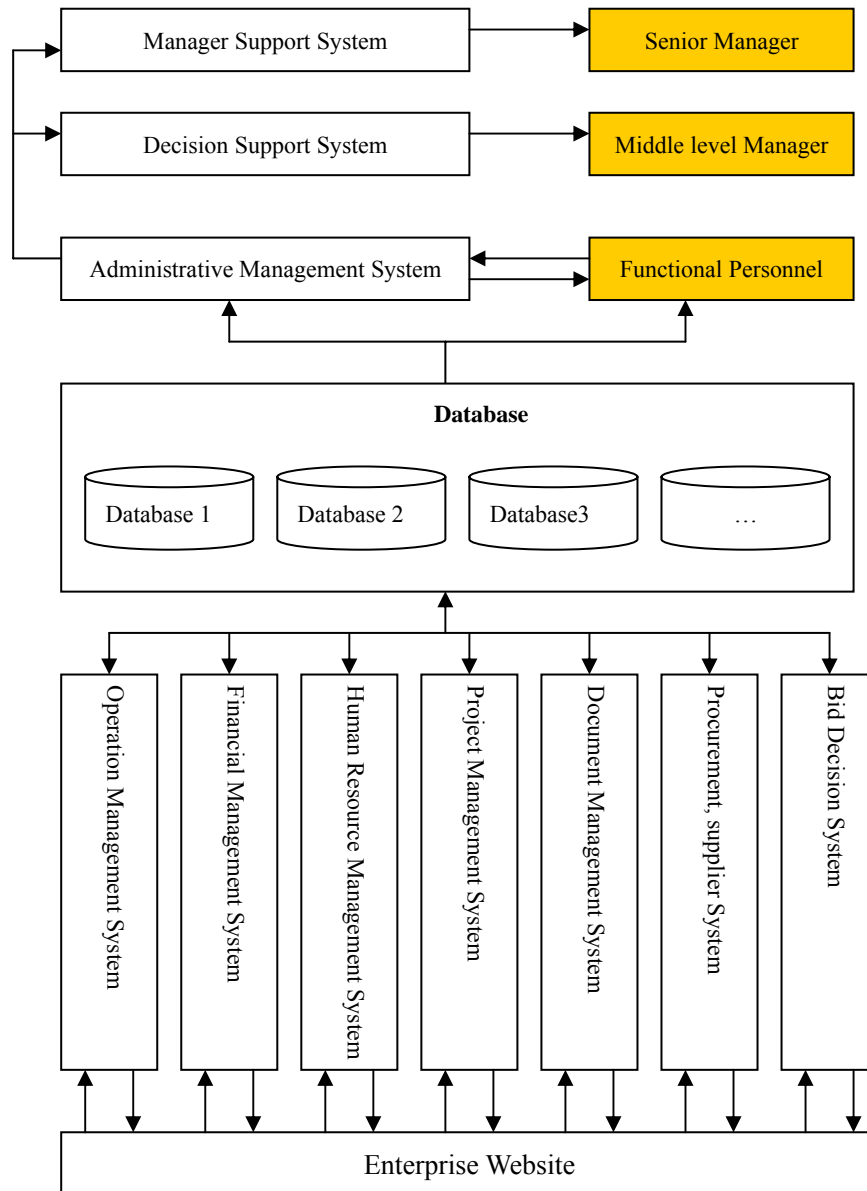 Manager Support System
Senior Manager
Decision Support System
Middle level Manager
Administrative Management System
Functional Personnel
Database
Database 1
Database 2
Database3
…
Operation Management System
Financial Management System
Human Resource Management System
Project Management System
Document Management System
Procurement, supplier System
Bid Decision System
Enterprise Website